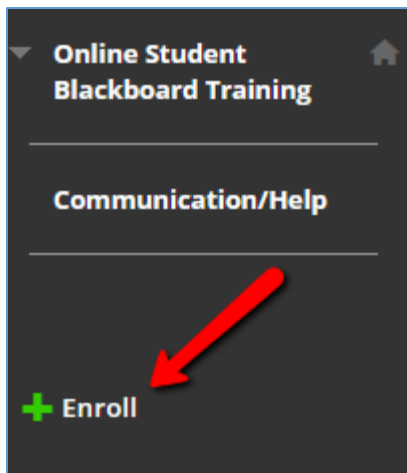 Online Student
Blackboard Training
Communication/Help
Enroll